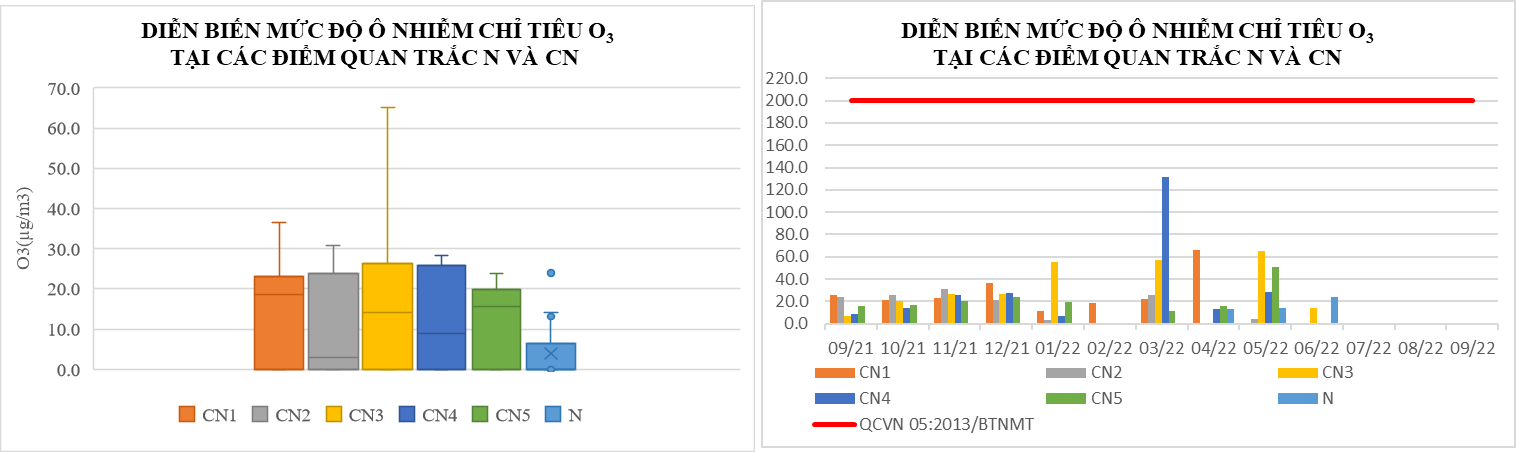 DIỄN BIẾN MỨC ĐỘ Ô NHIỄM CHỈ TIÊU O₃
TẠI CÁC ĐIỂM QUAN TRẮC N VÀ CN
O3(µg/m3)
70.0
60.0
50.0
40.0
30.0
20.0
10.0
0.0
CN1 CN2 CN3 CN4 CN5 N
DIỄN BIẾN MỨC ĐỘ Ô NHIỄM CHỈ TIÊU O₃
TẠI CÁC ĐIỂM QUAN TRẮC N VÀ CN
220.0
200.0
180.0
160.0
140.0
120.0
100.0
80.0
60.0
40.0
20.0
0.0
09/21 10/21 11/21 12/21 01/22 02/22 03/22 04/22 05/22 06/22 07/22 08/22 09/22
CN1 CN2 CN3
CN4 CN5 N
QCVN 05:2013/BTNMT